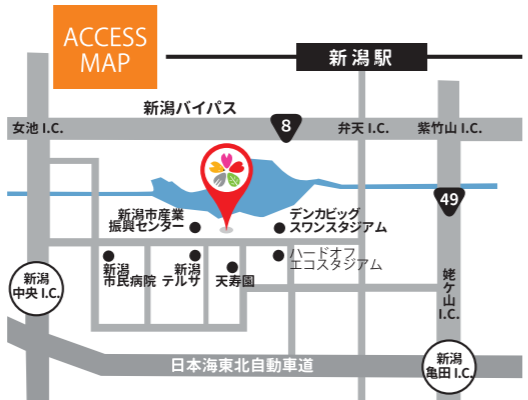 ACCESS
MAP
新潟駅
新潟バイパス
8
女池 I.C.
弁天 I.C.
紫竹山 I.C.
49
新潟市産業
振興センター
デンカビッグ
スワンスタジアム
ハードオフ
エコスタジアム
新潟
市民病院
新潟
テルサ
天寿園
新潟
中央 I.C.
姥ケ山
I.C.
日本海東北自動車道
新潟
亀田 I.C.